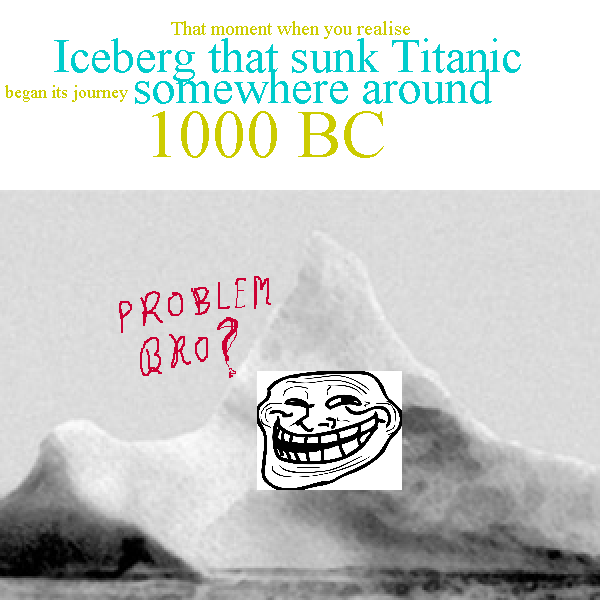 That moment when you realise
Iceberg that sunk Titanic
began its journey somewhere around
1000 BC
PROBLEM
BRO?